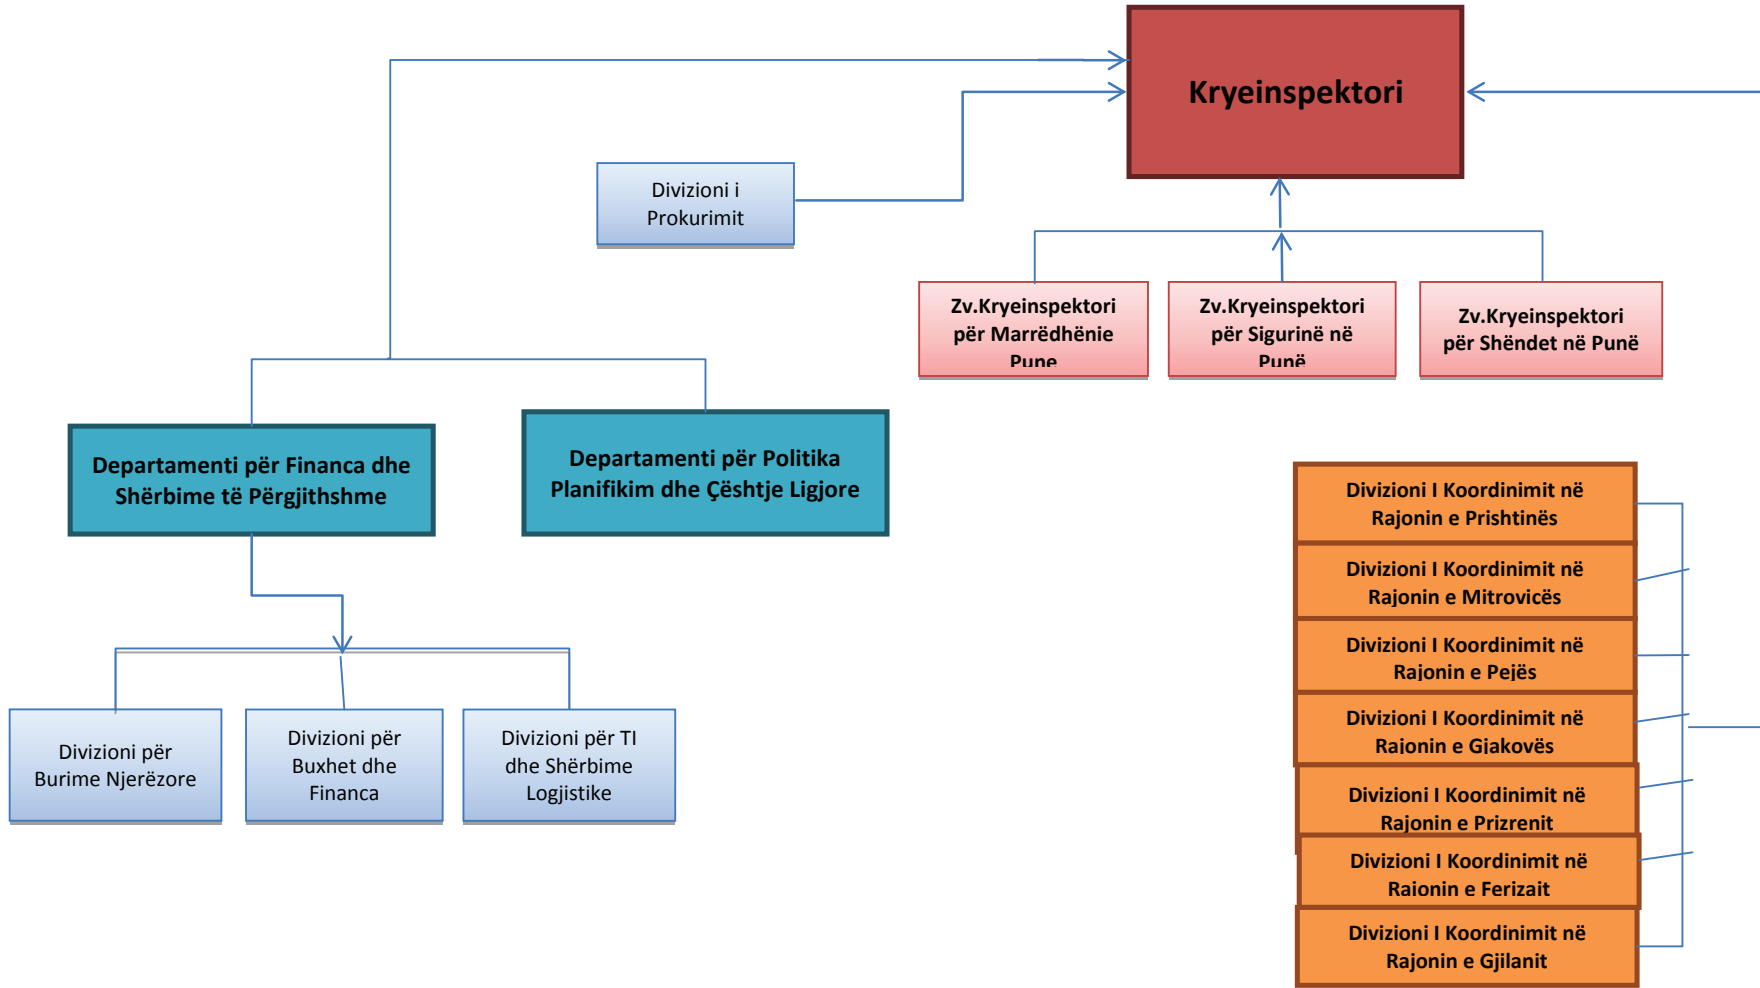 Kryeinspektori
Divizioni i
Prokurimit
Zv.Kryeinspektori
për Marrëdhënie
Pune
Zv.Kryeinspektori
për Sigurinë në
Punë
Zv.Kryeinspektori
për Shëndet në Punë
Departamenti për Financa dhe
Shërbime të Përgjithshme
Departamenti për Politika
Planifikim dhe Çështje Ligjore
Divizioni për
Burime Njerëzore
Divizioni për
Buxhet dhe
Financa
Divizioni për TI
dhe Shërbime
Logjistike
Divizioni I Koordinimit në
Rajonin e Prishtinës
Divizioni I Koordinimit në
Rajonin e Mitrovicës
Divizioni I Koordinimit në
Rajonin e Pejës
Divizioni I Koordinimit në
Rajonin e Gjakovës
Divizioni I Koordinimit në
Rajonin e Prizrenit
Divizioni I Koordinimit në
Rajonin e Ferizait
Divizioni I Koordinimit në
Rajonin e Gjilanit